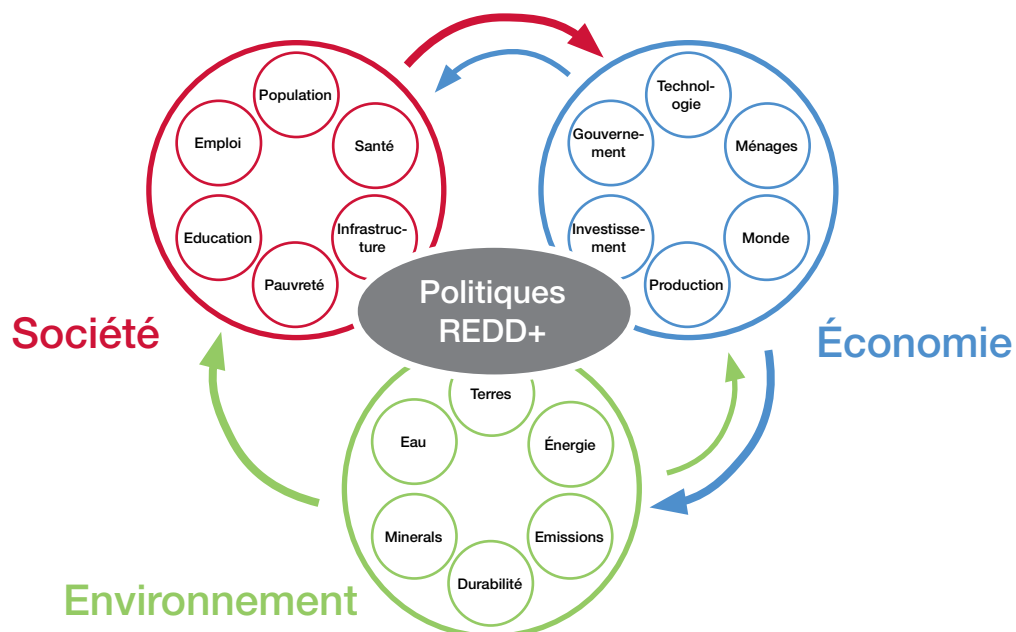 Population
Emploi
Santé
Education
Infrastruc-
ture
Pauvreté
Société
Technol-
ogie
Gouverne-
ment
Ménages
Investisse-
ment
Monde
Production
Économie
Politiques
REDD+
Terres
Eau
Énergie
Minerals
Emissions
Durabilité
Environnement